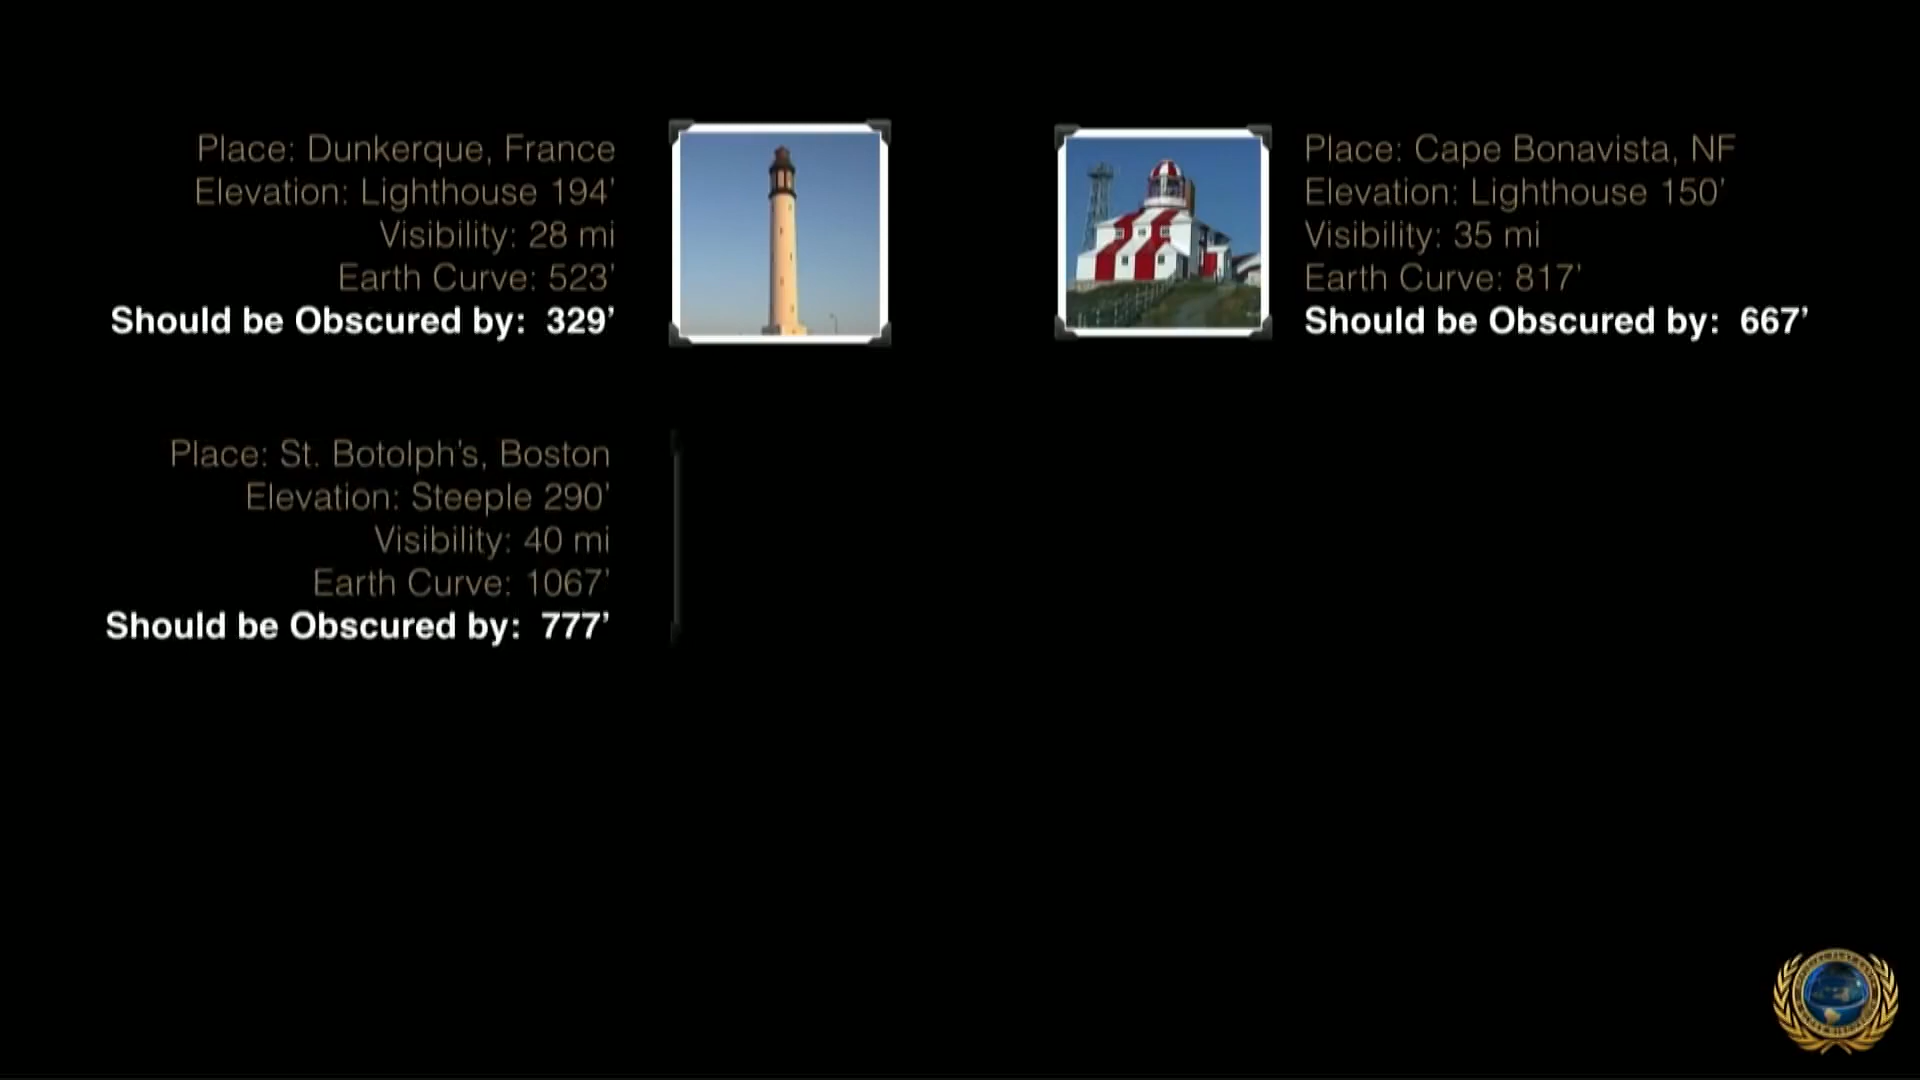 Place: Dunkerque, France
Elevation: Lighthouse 194’
Visibility: 28 mi
Earth Curve: 523’
Should be Obscured by: 329’
Place: Cape Bonavista, NF
Elevation: Lighthouse 150’
Visibility: 35 mi
Earth Curve: 817’
Should be Obscured by: 667’
Place: St. Botolph’s, Boston
Elevation: Steeple 290’
Visibility: 40 mi
Earth Curve: 1067’
Should be Obscured by: 777’